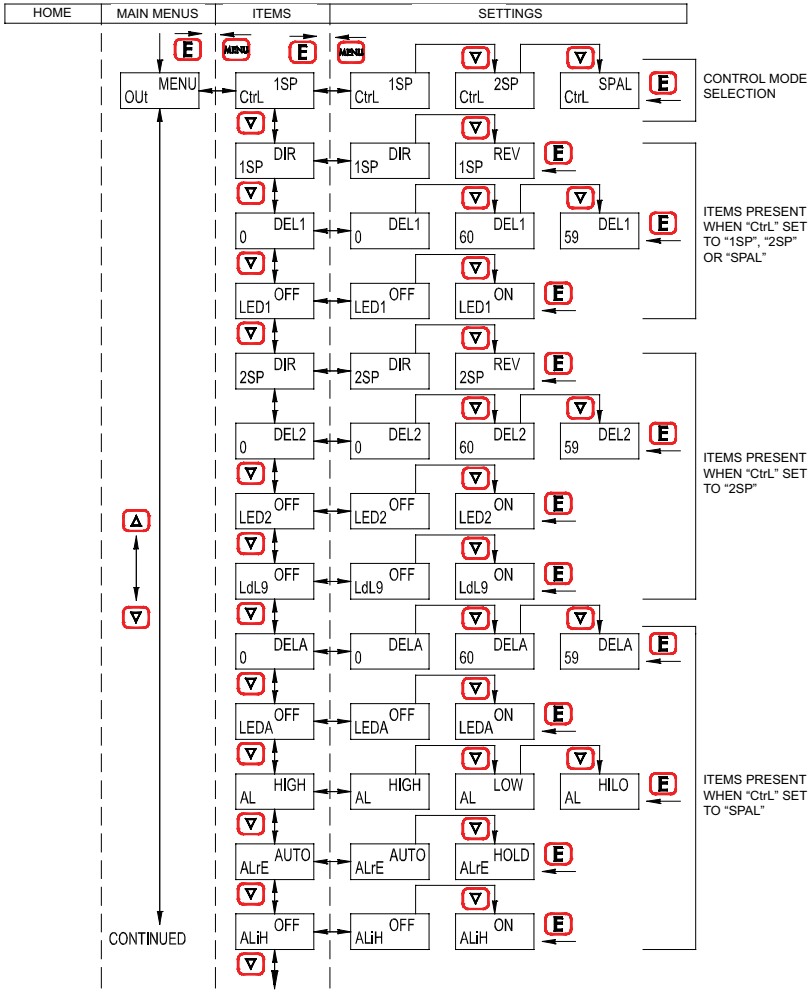 HOME MAIN MENUS ITEMS SETTINGS
E MENU E MENU
▽ ▽
MENU OUt 1SP CtrL 1SP CtrL 2SP CtrL SPAL CtrL E
CONTROL MODE
SELECTION
▽ ▽
DIR 1SP DIR 1SP REV 1SP E
▽ ▽ ▽
DEL1 0 DEL1 0 DEL1 60 DEL1 59 E
ITEMS PRESENT
WHEN “CtrL” SET
TO “1SP”, “2SP”
OR “SPAL”
▽ ▽
OFF LED1 OFF LED1 ON LED1 E
▽ ▽
DIR 2SP DIR 2SP REV 2SP E
▽ ▽
DEL2 0 DEL2 0 DEL2 60 DEL2 59 E
ITEMS PRESENT
WHEN “CtrL” SET
TO “2SP”
▽ ▽
OFF LED2 OFF LED2 ON LED2 E
△
▽ ▽
OFF LdL9 OFF LdL9 ON LdL9 E
▽
▽ ▽ ▽
DELA 0 DELA 0 DELA 60 DELA 59 E
▽ ▽
OFF LEDA OFF LEDA ON LEDA E
▽ ▽ ▽
HIGH AL HIGH AL LOW AL HILO AL E
ITEMS PRESENT
WHEN “CtrL” SET
TO “SPAL”
▽ ▽
AUTO ALrE AUTO ALrE HOLD ALrE E
▽ ▽
OFF ALiH OFF ALiH ON ALiH E
CONTINUED
▽